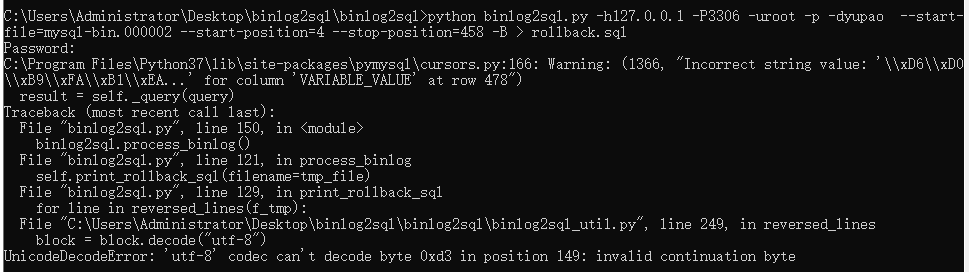 C:\Users\Administrator\Desktop\binlog2sql\binlog2sql>python binlog2sql.py -h127.0.0.1 -P3306 -uroot -p -dyupao  --start-
file=mysql-bin.000002 --start-position=4 --stop-position=458 -B > rollback.sql
Password:
C:\Program Files\Python37\lib\site-packages\pymysql\cursors.py:166: Warning: (1366, "Incorrect string value: '\\xD6\\xD0
\\xB9\\xFA\\xB1\\xEA...' for column 'VARIABLE_VALUE' at row 478")
  result = self._query(query)
Traceback (most recent call last):
  File "binlog2sql.py", line 150, in <module>
    binlog2sql.process_binlog()
  File "binlog2sql.py", line 121, in process_binlog
    self.print_rollback_sql(filename=tmp_file)
  File "binlog2sql.py", line 129, in print_rollback_sql
    for line in reversed_lines(f_tmp):
  File "C:\Users\Administrator\Desktop\binlog2sql\binlog2sql\binlog2sql_util.py", line 249, in reversed_lines
    block = block.decode("utf-8")
UnicodeDecodeError: 'utf-8' codec can't decode byte 0xd3 in position 149: invalid continuation byte